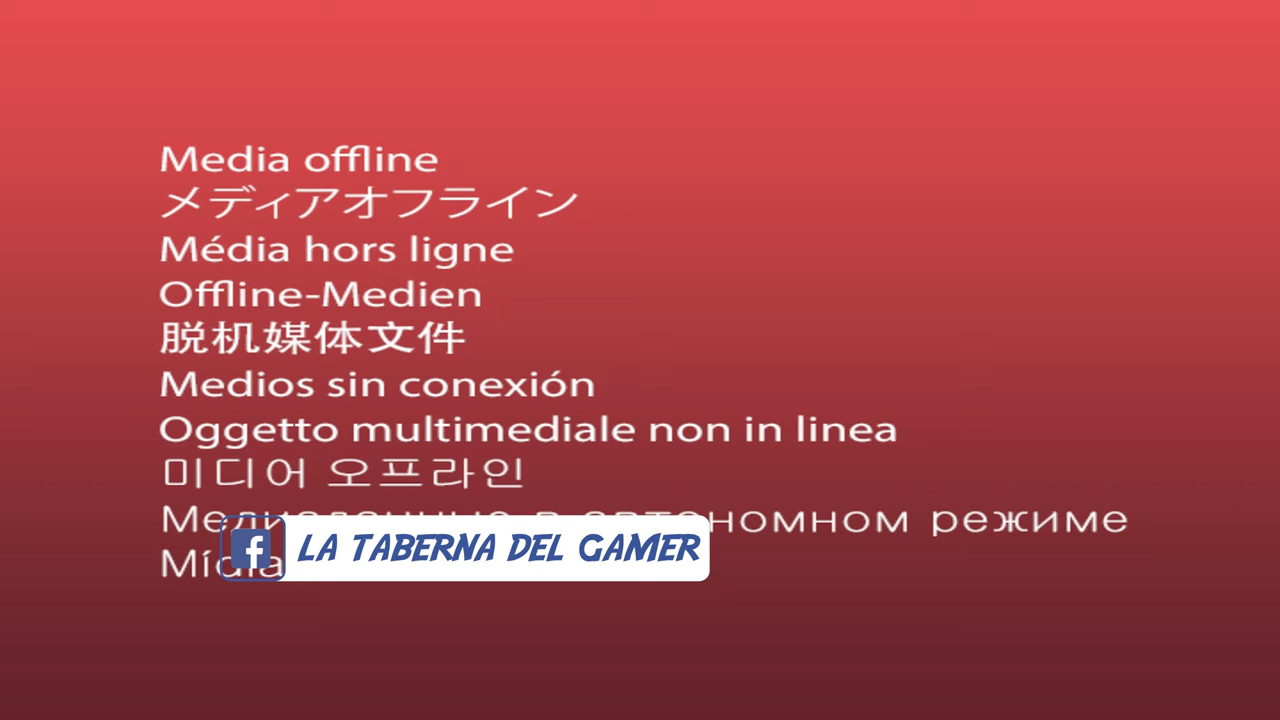 Media offline
メディアオフライン
Média hors ligne
Offline-Medien
脱机媒体文件
Medios sin conexión
Oggetto multimediale non in linea
미디어 오프라인
режиме
LA TABERNA DEL GAMER